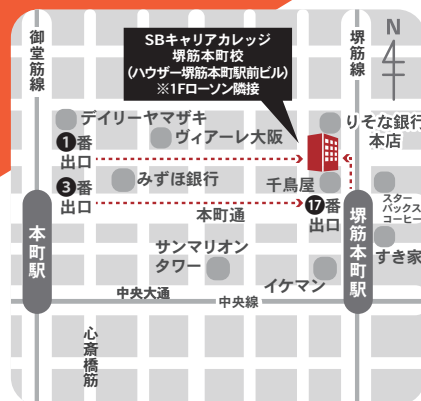 御堂筋線
SBキャリアカレッジ
堺筋本町校
(ハウザー堺筋本町駅前ビル)
※1Fローソン隣接
堺筋線
N
デイリーヤマザキ
りそな銀行
本店
❶番
出口
ヴィアーレ大阪
❸番
出口
みずほ銀行
千鳥屋
スター
バックス
コーヒー
本町通
⓱番
出口
本町駅
堺筋本町駅
サンマリオン
タワー
すき家
イケマン
中央大通
中央線
心斎橋筋